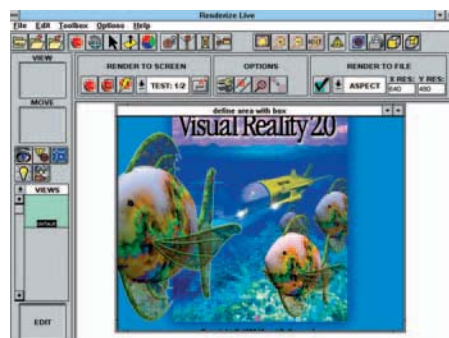 Renderize Live
File Edit Toolbox Options Help
VIEW
RENDER TO SCREEN
OPTIONS
RENDER TO FILE
TEST: 1/2
ASPECT
X RES: Y RES:
640 480
MOVE
define area with box
Visual Reality 2.0
VIEWS
default
EDIT